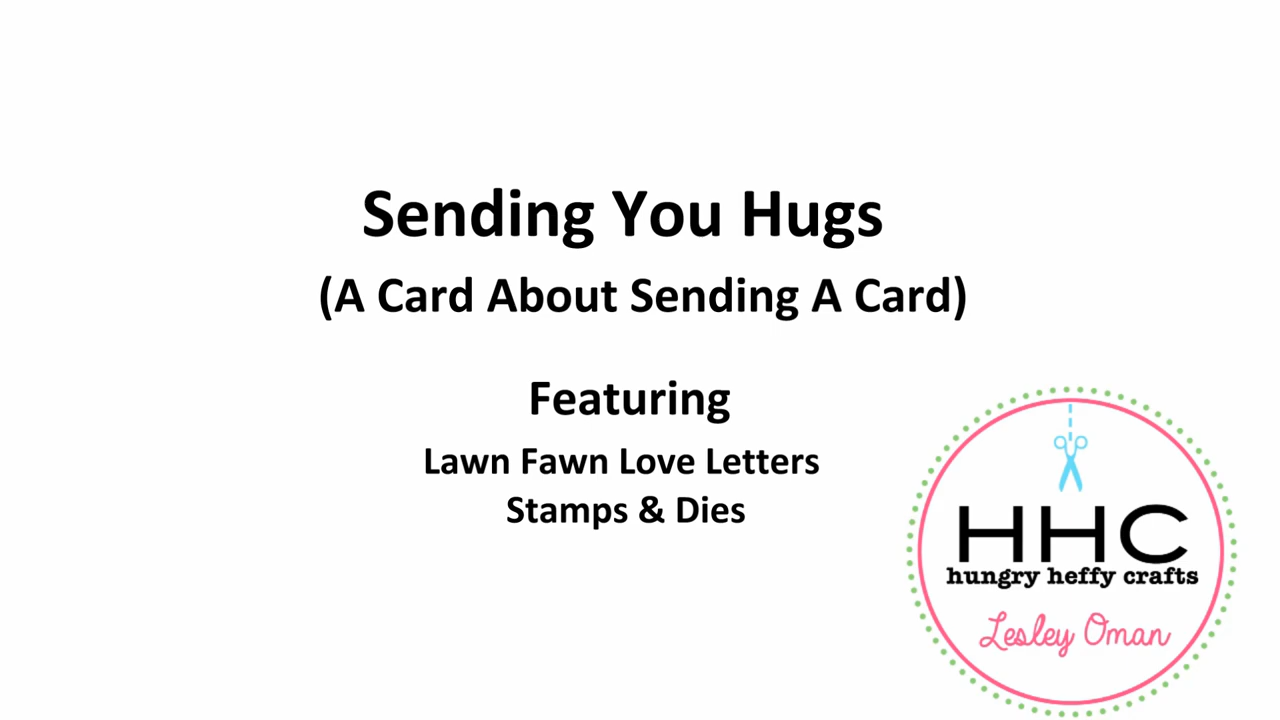 Sending You Hugs
(A Card About Sending A Card)
Featuring
Lawn Fawn Love Letters
Stamps & Dies
HHC
hungry heffy crafts
Lesley Oman